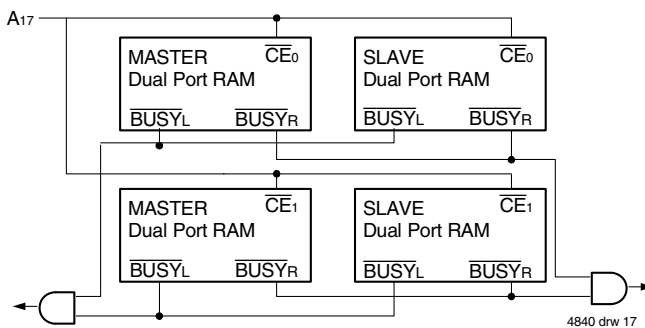 A17
MASTER CE0
Dual Port RAM
BUSYL BUSYR
SLAVE CE0
Dual Port RAM
BUSYL BUSYR
MASTER CE1
Dual Port RAM
BUSYL BUSYR
SLAVE CE1
Dual Port RAM
BUSYL BUSYR
4840 drw 17